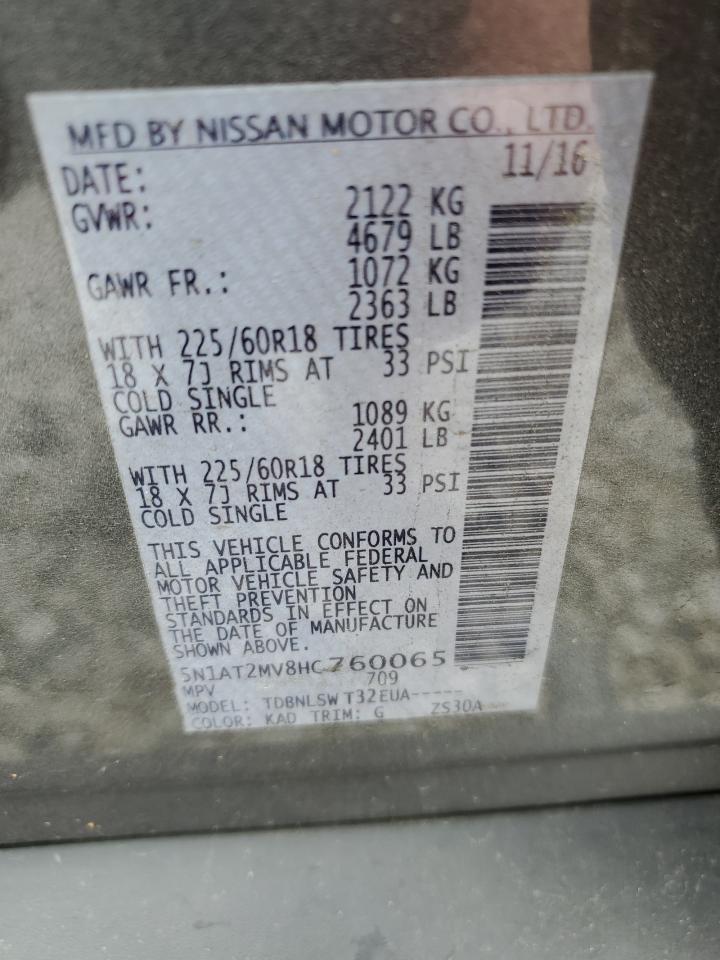 MFD BY NISSAN MOTOR CO., LTD.
DATE: 11/16
GVWR: 2122 KG
4679 LB
GAWR FR.: 1072 KG
2363 LB
WITH 225/60R18 TIRES
18 X 7J RIMS AT 33 PSI
COLD SINGLE
GAWR RR.: 1089 KG
2401 LB
WITH 225/60R18 TIRES
18 X 7J RIMS AT 33 PSI
COLD SINGLE
THIS VEHICLE CONFORMS TO
ALL APPLICABLE FEDERAL
MOTOR VEHICLE SAFETY AND
THEFT PREVENTION
STANDARDS IN EFFECT ON
THE DATE OF MANUFACTURE
SHOWN ABOVE.
5N1AT2MV8HC760065
MPV 709
MODEL: TDBNLSW T32EUA-----
COLOR: KAD TRIM: G ZS30A